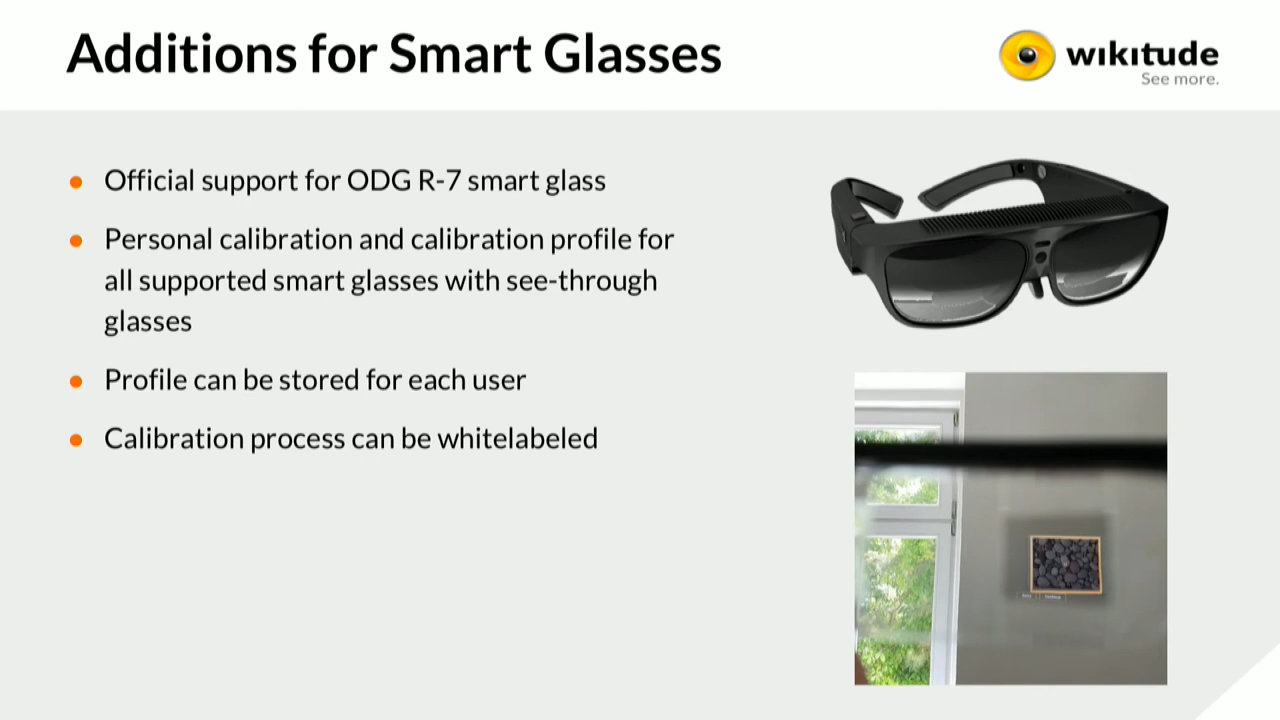 Additions for Smart Glasses
wikitude
See more.
Official support for ODG R-7 smart glass
Personal calibration and calibration profile for
all supported smart glasses with see-through
glasses
Profile can be stored for each user
Calibration process can be whitelabeled